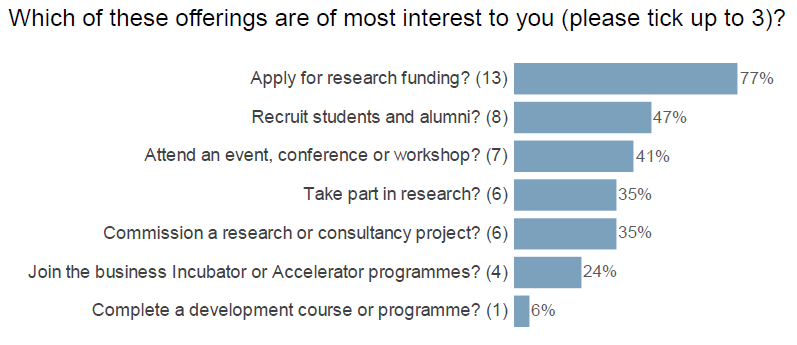 Which of these offerings are of most interest to you (please tick up to 3)?
Apply for research funding? (13) 77%
Recruit students and alumni? (8) 47%
Attend an event, conference or workshop? (7) 41%
Take part in research? (6) 35%
Commission a research or consultancy project? (6) 35%
Join the business Incubator or Accelerator programmes? (4) 24%
Complete a development course or programme? (1) 6%